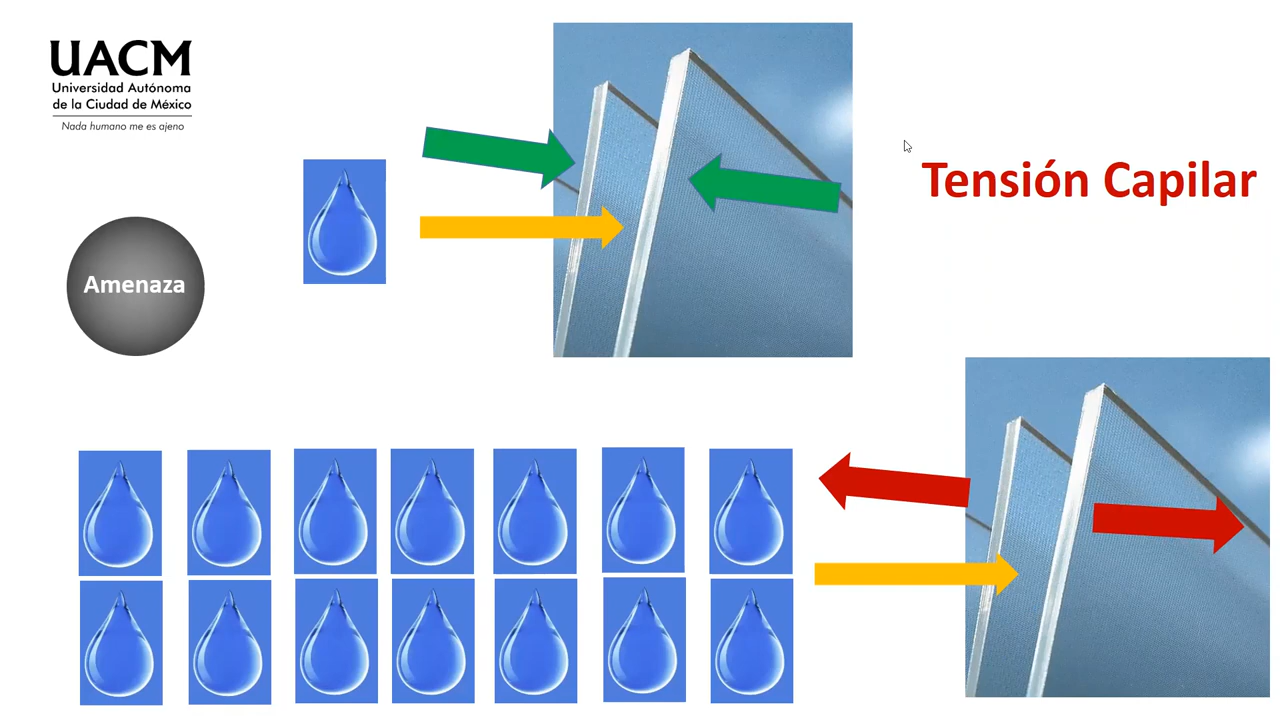 UACM
Universidad Autónoma
de la Ciudad de México
Nada humano me es ajeno
Tensión Capilar
Amenaza